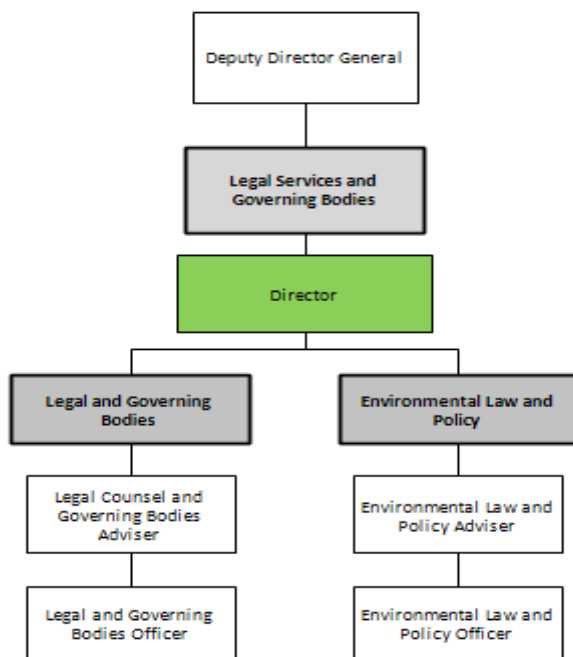 Deputy Director General
Legal Services and
Governing Bodies
Director
Legal and Governing
Bodies
Environmental Law and
Policy
Legal Counsel and
Governing Bodies
Adviser
Environmental Law and
Policy Adviser
Legal and Governing
Bodies Officer
Environmental Law and
Policy Officer